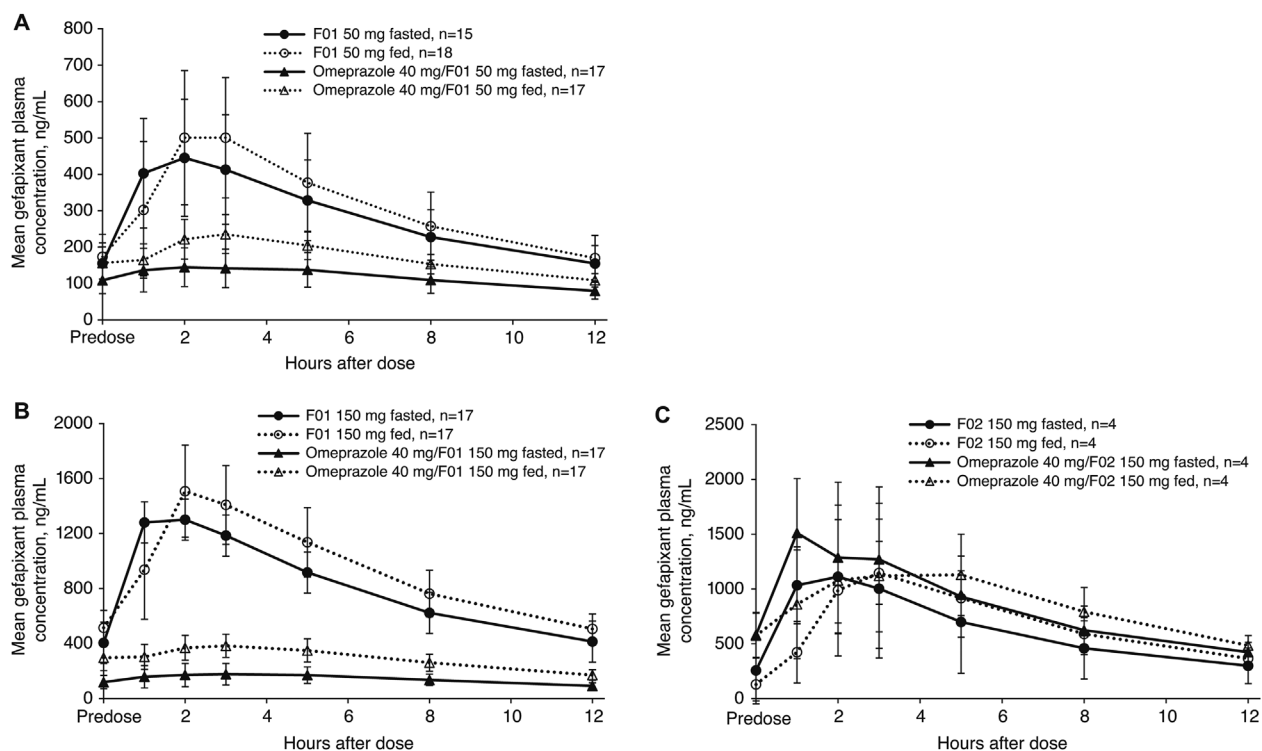 A
Mean gefapixant plasma
concentration, ng/mL
800
700
600
500
400
300
200
100
0
F01 50 mg fasted, n=15
F01 50 mg fed, n=18
Omeprazole 40 mg/F01 50 mg fasted, n=17
Omeprazole 40 mg/F01 50 mg fed, n=17
Predose 2 4 6 8 10 12
Hours after dose
B
Mean gefapixant plasma
concentration, ng/mL
2000
1600
1200
800
400
0
F01 150 mg fasted, n=17
F01 150 mg fed, n=17
Omeprazole 40 mg/F01 150 mg fasted, n=17
Omeprazole 40 mg/F01 150 mg fed, n=17
Predose 2 4 6 8 10 12
Hours after dose
C
Mean gefapixant plasma
concentration, ng/mL
2500
2000
1500
1000
500
0
F02 150 mg fasted, n=4
F02 150 mg fed, n=4
Omeprazole 40 mg/F02 150 mg fasted, n=4
Omeprazole 40 mg/F02 150 mg fed, n=4
Predose 2 4 6 8 10 12
Hours after dose